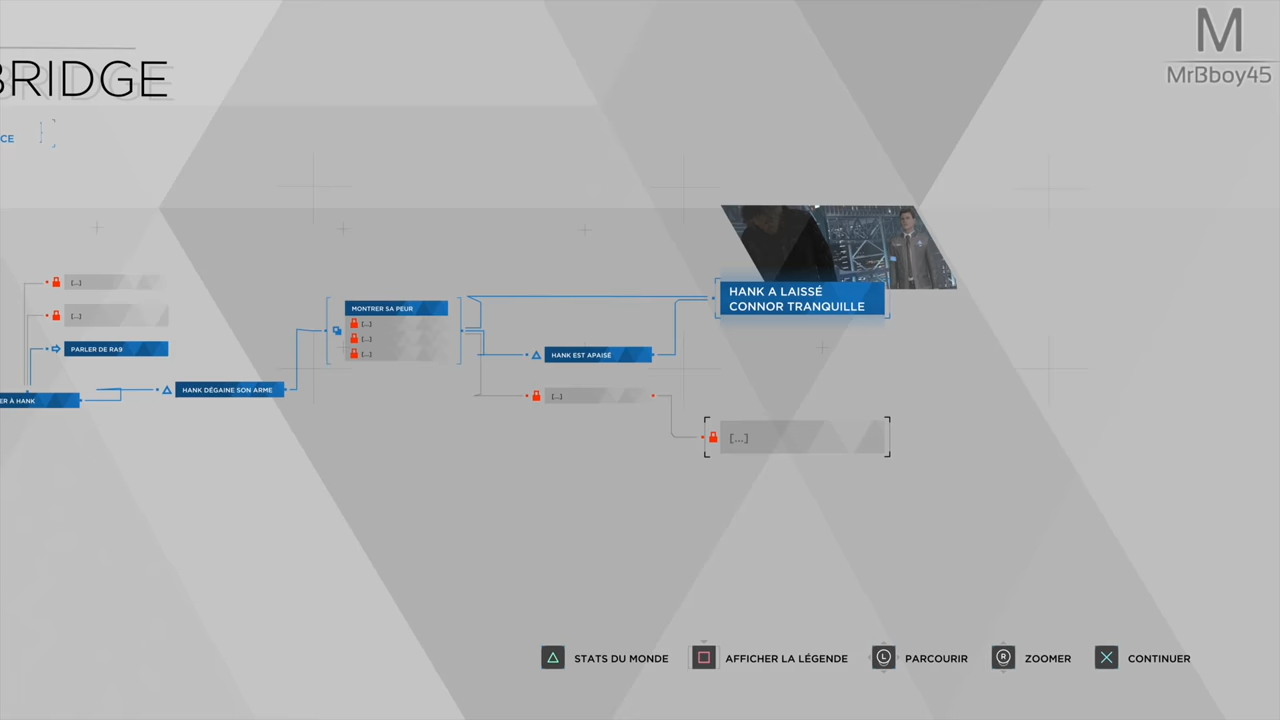 M
MrBboy45
BRIDGE
CE
[...]
[...]
PARLER DE RA9
ER À HANK
HANK DÉGAINE SON ARME
MONTRER SA PEUR
[...]
[...]
[...]
HANK EST APAISÉ
[...]
HANK A LAISSÉ
CONNOR TRANQUILLE
[...]
STATS DU MONDE
AFFICHER LA LÉGENDE
L
PARCOURIR
R
ZOOMER
CONTINUER